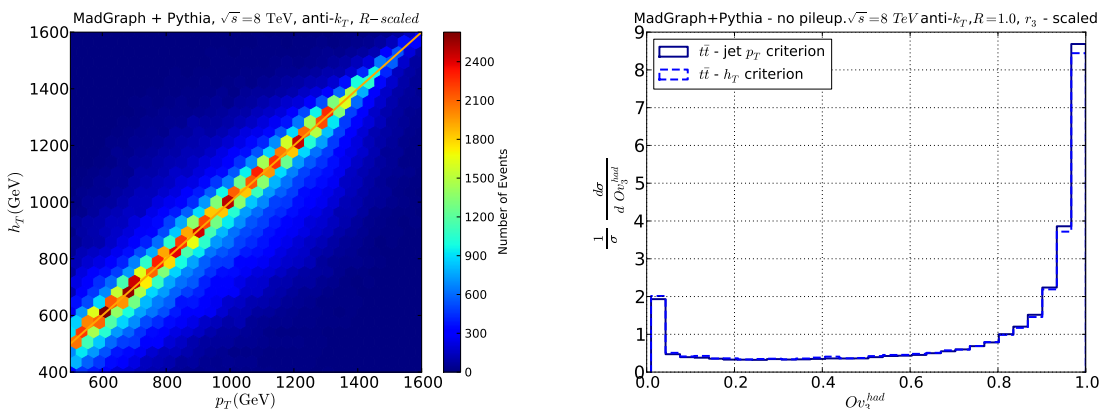 MadGraph + Pythia, √s =8 TeV, anti-k_T, R−scaled
1600
1400
1200
1000
800
600
400
h_T(GeV)
600 800 1000 1200 1400 1600
p_T(GeV)
2400
2100
1800
1500
1200
900
600
300
0
Number of Events
MadGraph+Pythia - no pileup.√s =8 TeV anti-k_T,R=1.0, r_3 - scaled
tt̄ - jet p_T criterion
tt̄ - h_T criterion
9
8
7
6
5
4
3
2
1
0
1/σ dσ/d Ov_3^had
0.0 0.2 0.4 0.6 0.8 1.0
Ov_3^had